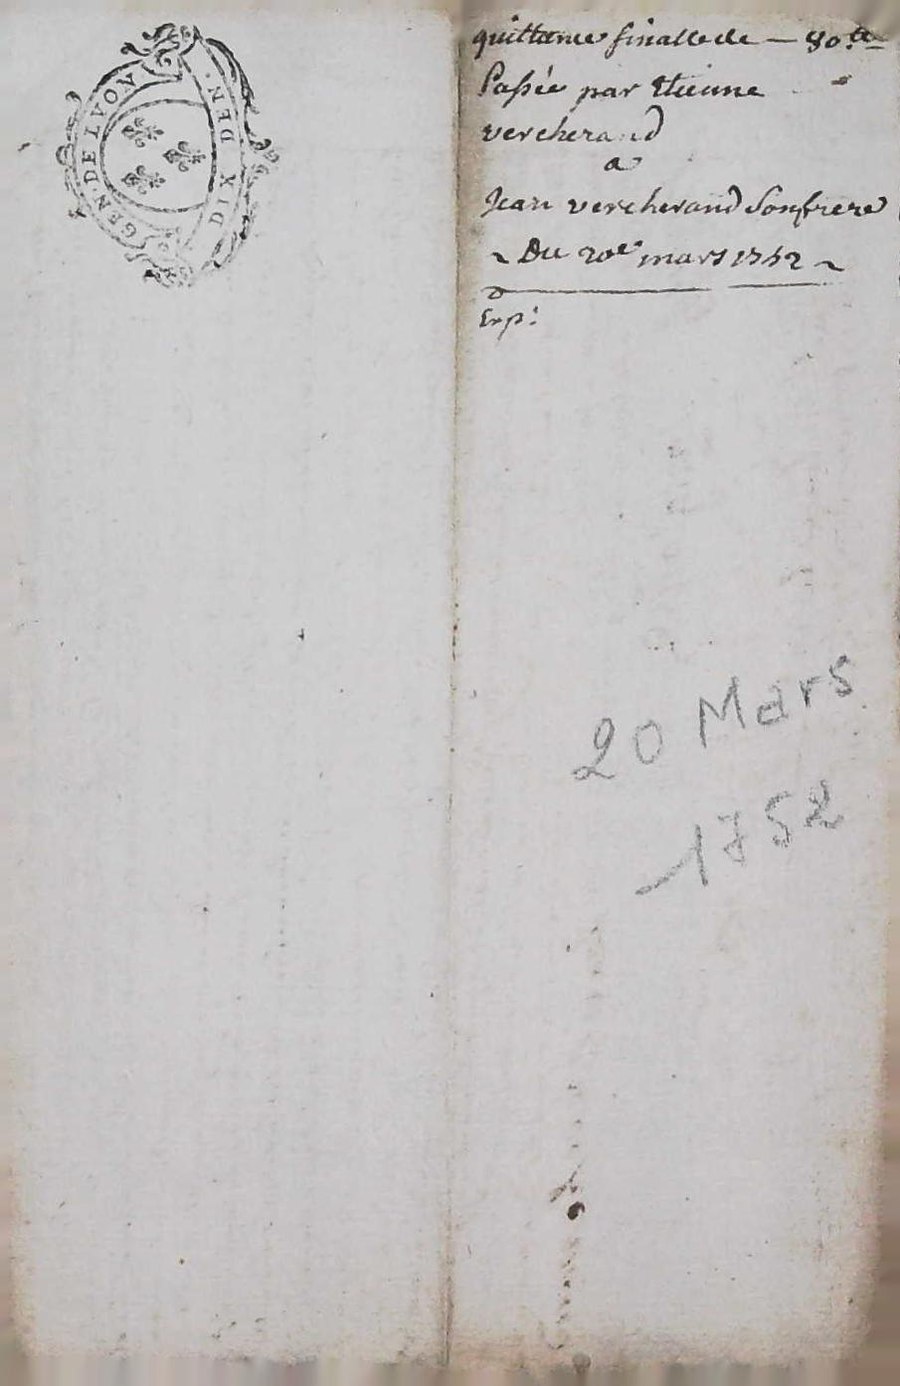 GEN·DE LYON
·DIX DEN·
quittance finalle de — 80.tt
Passée par Etienne
vercherand
a
Jean vercherand Son frere
~ Du 20e mars 1752 ~
Exp:
20 Mars
1752